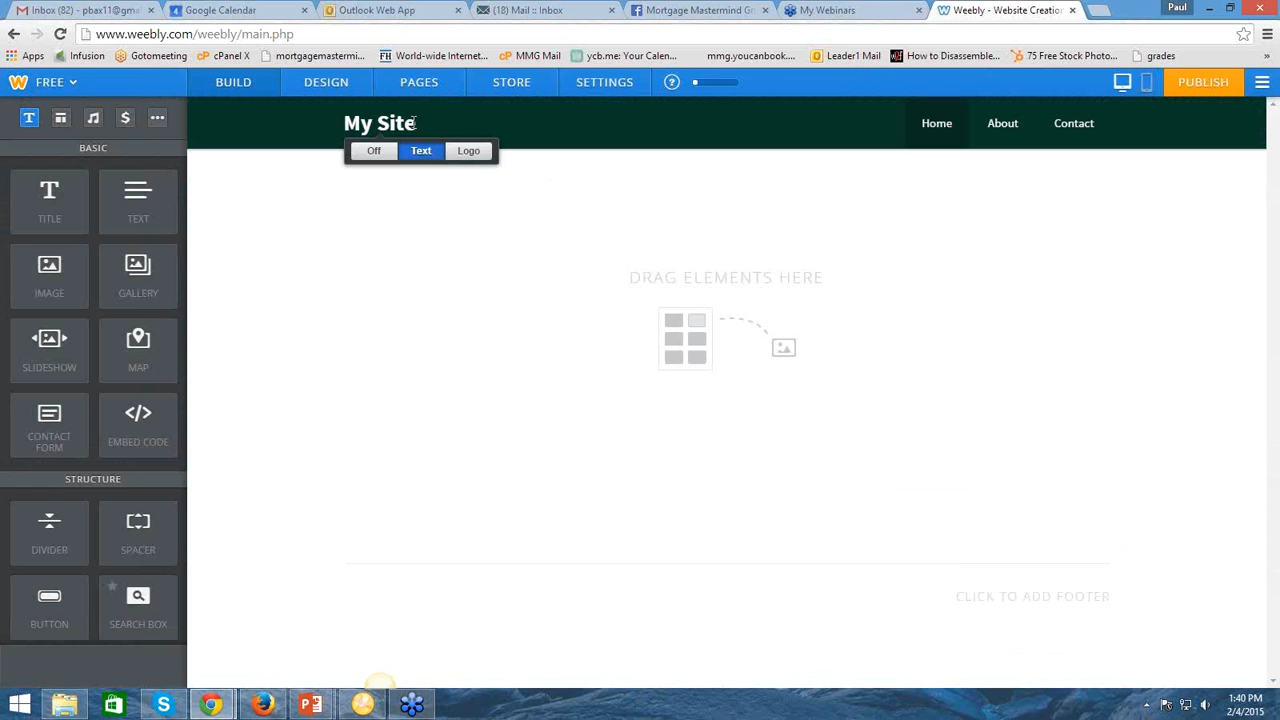 Inbox (82) - pbax11@gmai
Google Calendar
Outlook Web App
(18) Mail :: Inbox
Mortgage Mastermind Gr
My Webinars
Weebly - Website Creatio
Paul
www.weebly.com/weebly/main.php
Apps
Infusion
Gotomeeting
cPanel X
mortgagemastermi...
World-wide Internet...
MMG Mail
ycb.me: Your Calen...
mmg.youcanbook....
Leader1 Mail
How to Disassemble...
75 Free Stock Photo...
grades
»
FREE
BUILD
DESIGN
PAGES
STORE
SETTINGS
?
PUBLISH
My Site
Home
About
Contact
Off
Text
Logo
BASIC
TITLE
TEXT
IMAGE
GALLERY
SLIDESHOW
MAP
CONTACT
FORM
EMBED CODE
STRUCTURE
DIVIDER
SPACER
BUTTON
SEARCH BOX
DRAG ELEMENTS HERE
CLICK TO ADD FOOTER
1:40 PM
2/4/2015